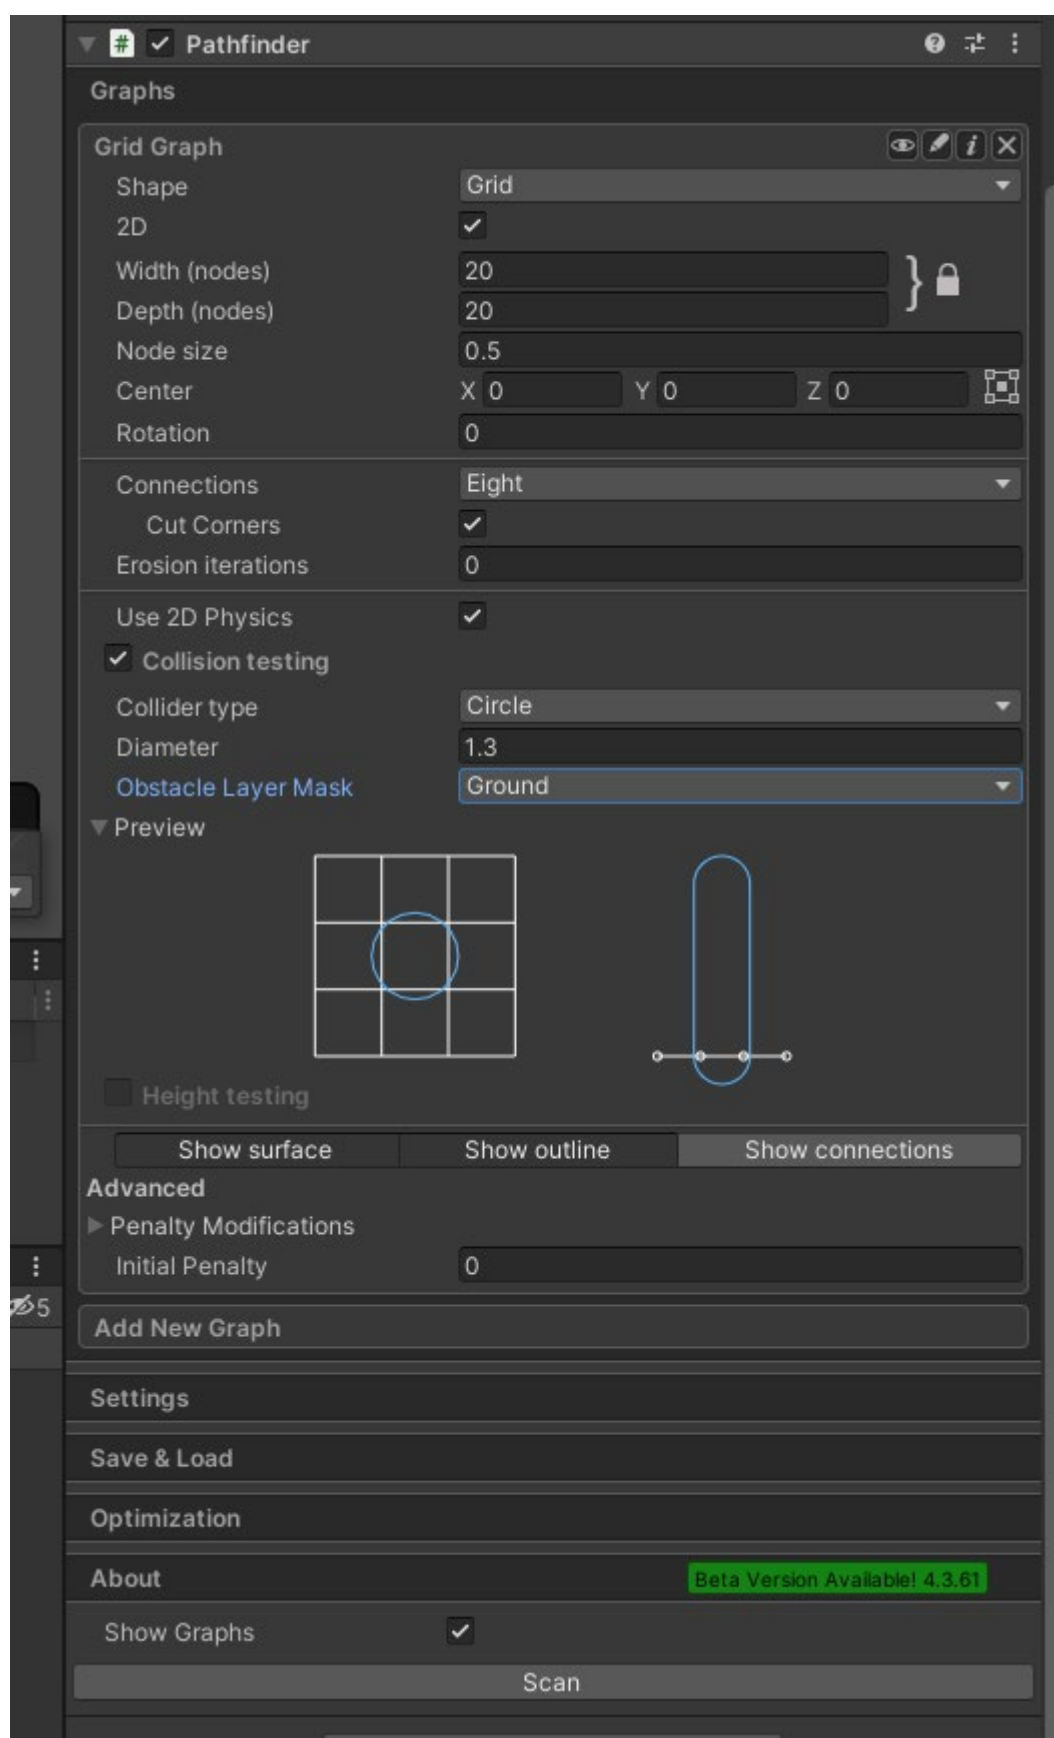 # Pathfinder
Graphs
Grid Graph
Shape Grid
2D
Width (nodes) 20
Depth (nodes) 20
Node size 0.5
Center X 0 Y 0 Z 0
Rotation 0
Connections Eight
Cut Corners
Erosion iterations 0
Use 2D Physics
Collision testing
Collider type Circle
Diameter 1.3
Obstacle Layer Mask Ground
Preview
Height testing
Show surface Show outline Show connections
Advanced
Penalty Modifications
Initial Penalty 0
5
Add New Graph
Settings
Save & Load
Optimization
About Beta Version Available! 4.3.61
Show Graphs
Scan